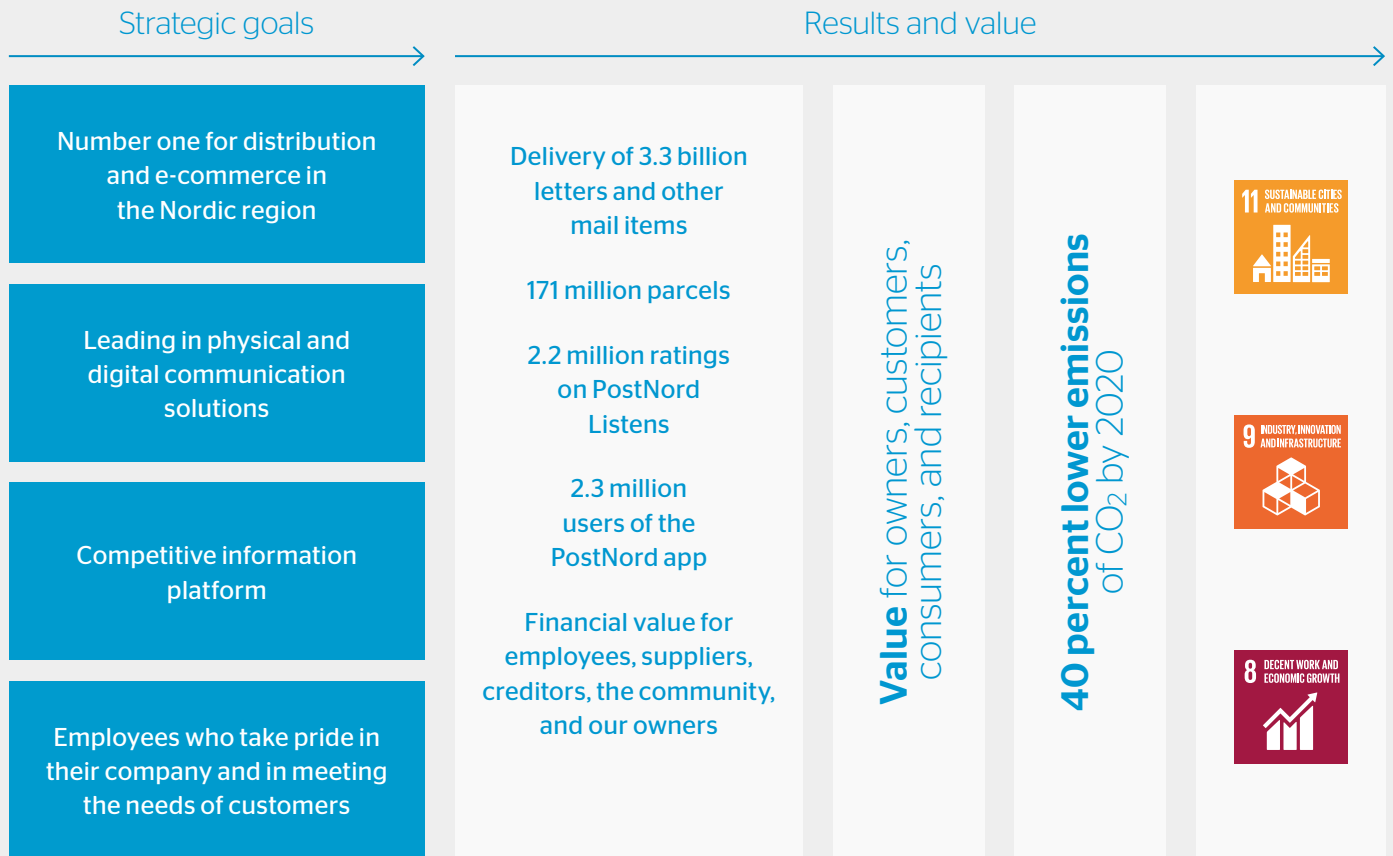 Strategic goals
Results and value
Number one for distribution
and e-commerce in
the Nordic region
Leading in physical and
digital communication
solutions
Competitive information
platform
Employees who take pride in
their company and in meeting
the needs of customers
Delivery of 3.3 billion
letters and other
mail items
171 million parcels
2.2 million ratings
on PostNord
Listens
2.3 million
users of the
PostNord app
Financial value for
employees, suppliers,
creditors, the community,
and our owners
Value for owners, customers,
consumers, and recipients
40 percent lower emissions
of CO₂ by 2020
11 SUSTAINABLE CITIES
AND COMMUNITIES
9 INDUSTRY, INNOVATION
AND INFRASTRUCTURE
8 DECENT WORK AND
ECONOMIC GROWTH